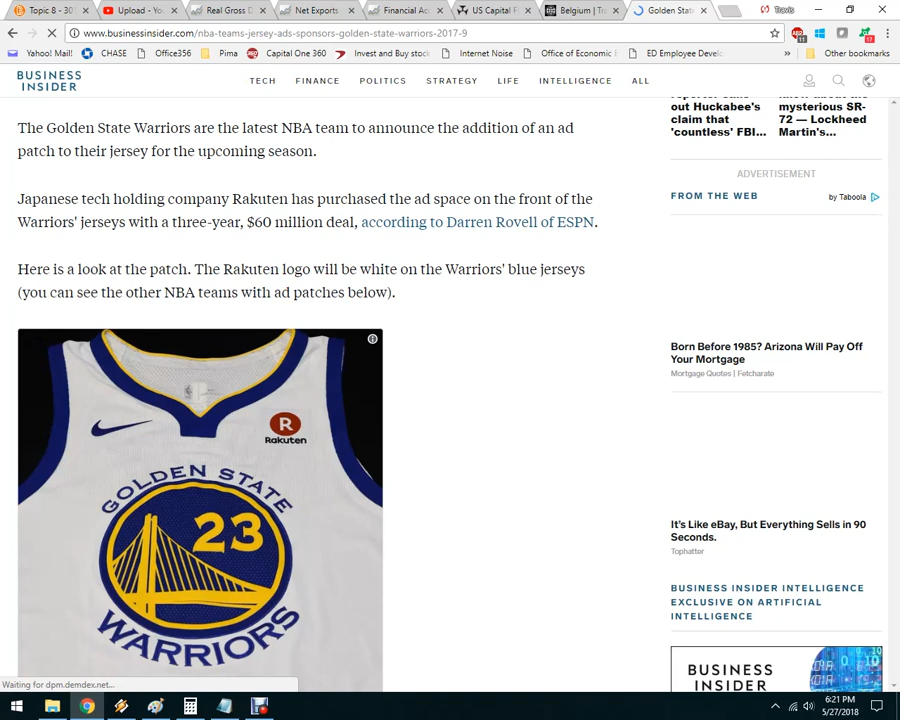 Topic 8 - 30
Upload - Yo
Real Gross D
Net Exports
Financial Ac
US Capital F
Belgium | Tr
Golden Stat
Travis
www.businessinsider.com/nba-teams-jersey-ads-sponsors-golden-state-warriors-2017-9
Yahoo! Mail! CHASE Office356 Pima Capital One 360 Invest and Buy stock Internet Noise Office of Economic ED Employee Devel » Other bookmarks
BUSINESS
INSIDER
TECH FINANCE POLITICS STRATEGY LIFE INTELLIGENCE ALL
The Golden State Warriors are the latest NBA team to announce the addition of an ad
patch to their jersey for the upcoming season.
Japanese tech holding company Rakuten has purchased the ad space on the front of the
Warriors' jerseys with a three-year, $60 million deal, according to Darren Rovell of ESPN.
Here is a look at the patch. The Rakuten logo will be white on the Warriors' blue jerseys
(you can see the other NBA teams with ad patches below).
R
Rakuten
GOLDEN STATE
23
WARRIORS
out Huckabee's
claim that
'countless' FBI...
mysterious SR-
72 — Lockheed
Martin's...
ADVERTISEMENT
FROM THE WEB
by Taboola
Born Before 1985? Arizona Will Pay Off
Your Mortgage
Mortgage Quotes | Fetcharate
It's Like eBay, But Everything Sells in 90
Seconds.
Tophatter
BUSINESS INSIDER INTELLIGENCE
EXCLUSIVE ON ARTIFICIAL
INTELLIGENCE
BUSINESS
INSIDER
Waiting for dpm.demdex.net...
6:21 PM
5/27/2018